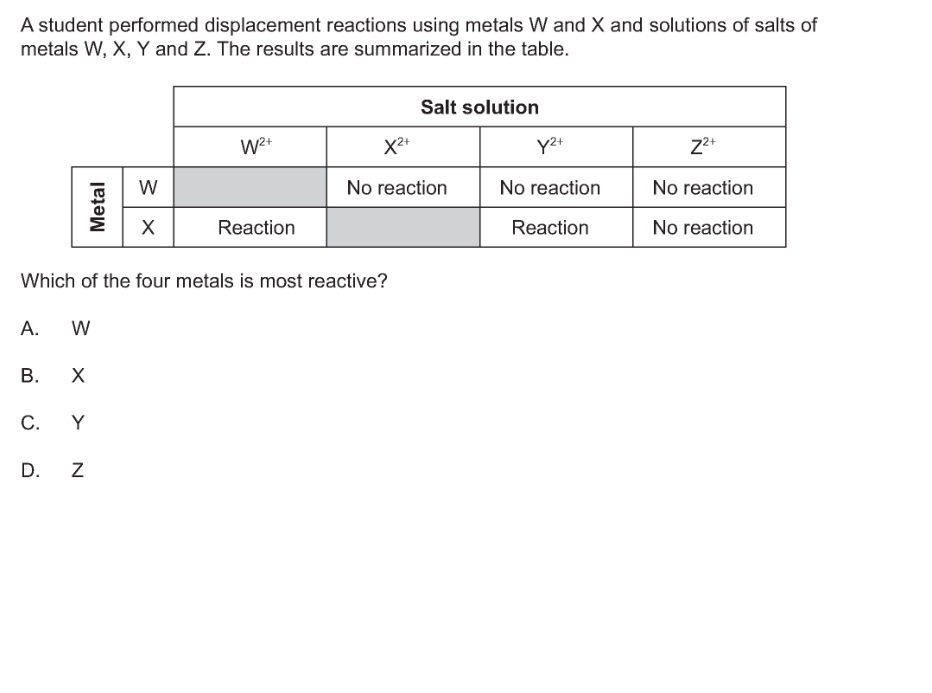 A student performed displacement reactions using metals W and X and solutions of salts of
metals W, X, Y and Z. The results are summarized in the table.
Salt solution
W²⁺ X²⁺ Y²⁺ Z²⁺
Metal
W No reaction No reaction No reaction
X Reaction Reaction No reaction
Which of the four metals is most reactive?
A. W
B. X
C. Y
D. Z